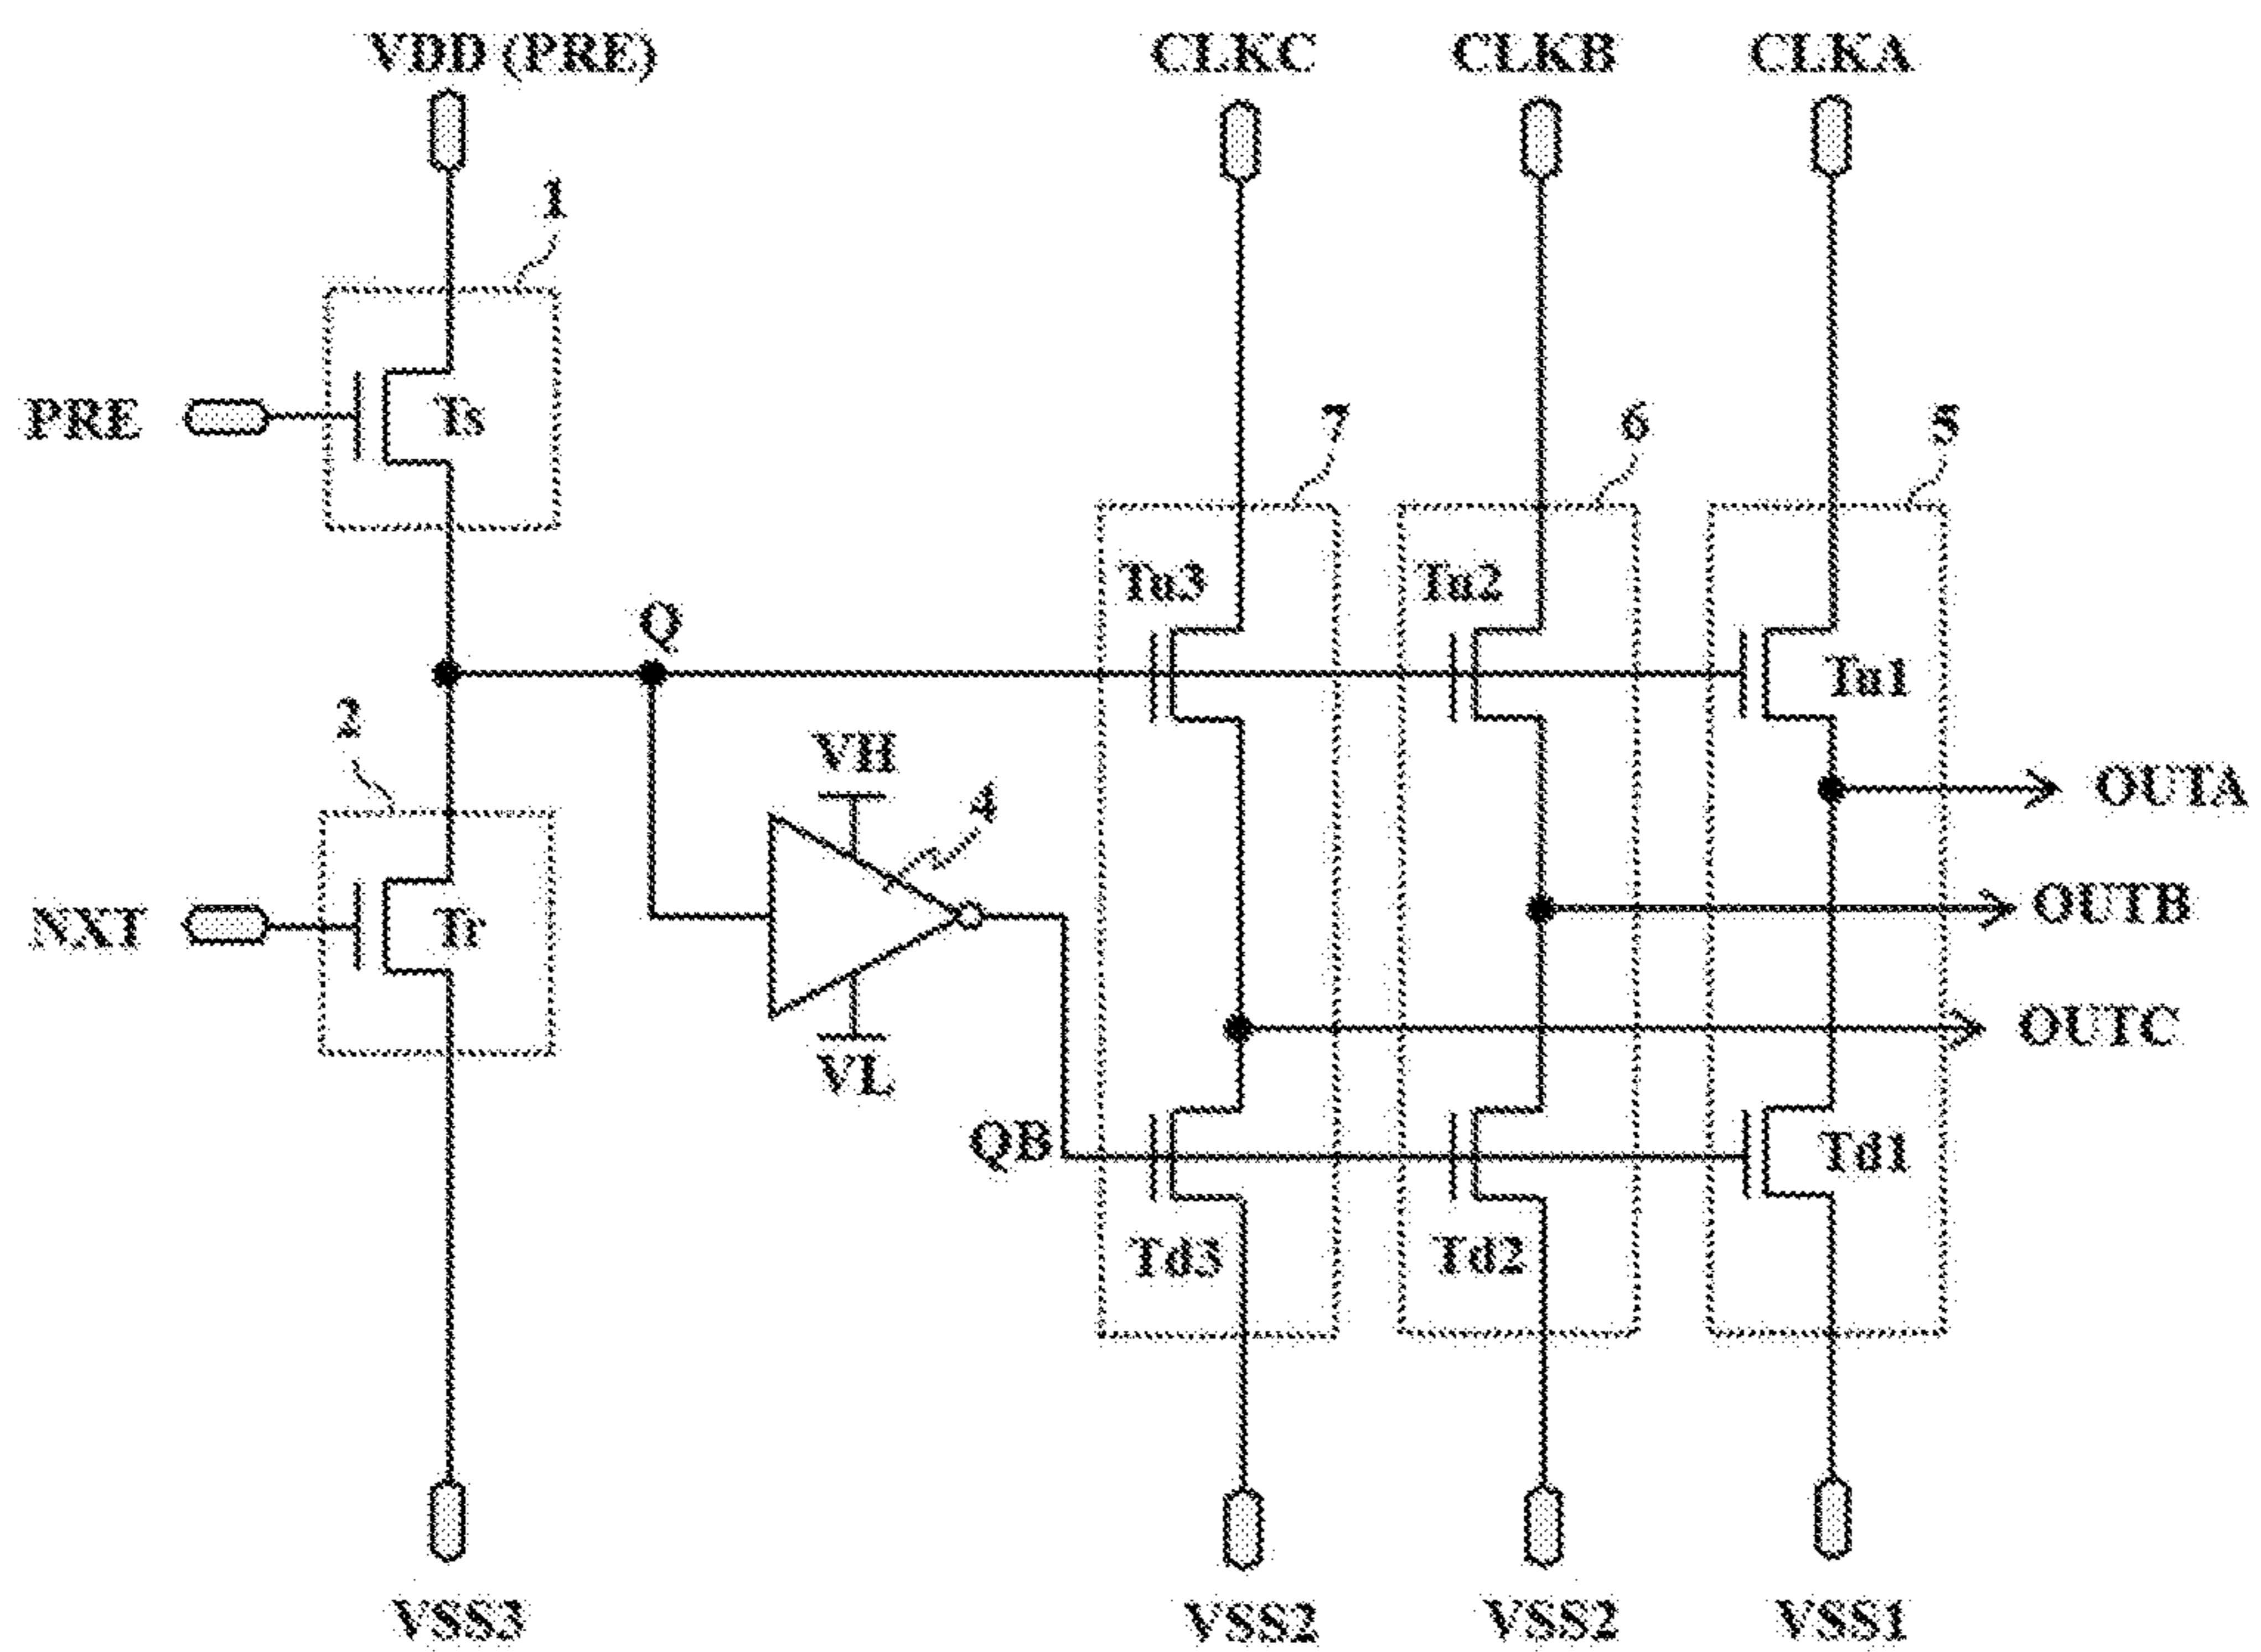 VDD (PRE)
CLKC
CLKB
CLKA
1
PRE
Ts
7
6
5
Tu3
Tu2
Q
Tu1
2
VH
4
OUTA
NXT
Tr
OUTB
OUTC
VL
QB
Td1
Td3
Td2
VSS3
VSS2
VSS2
VSS1